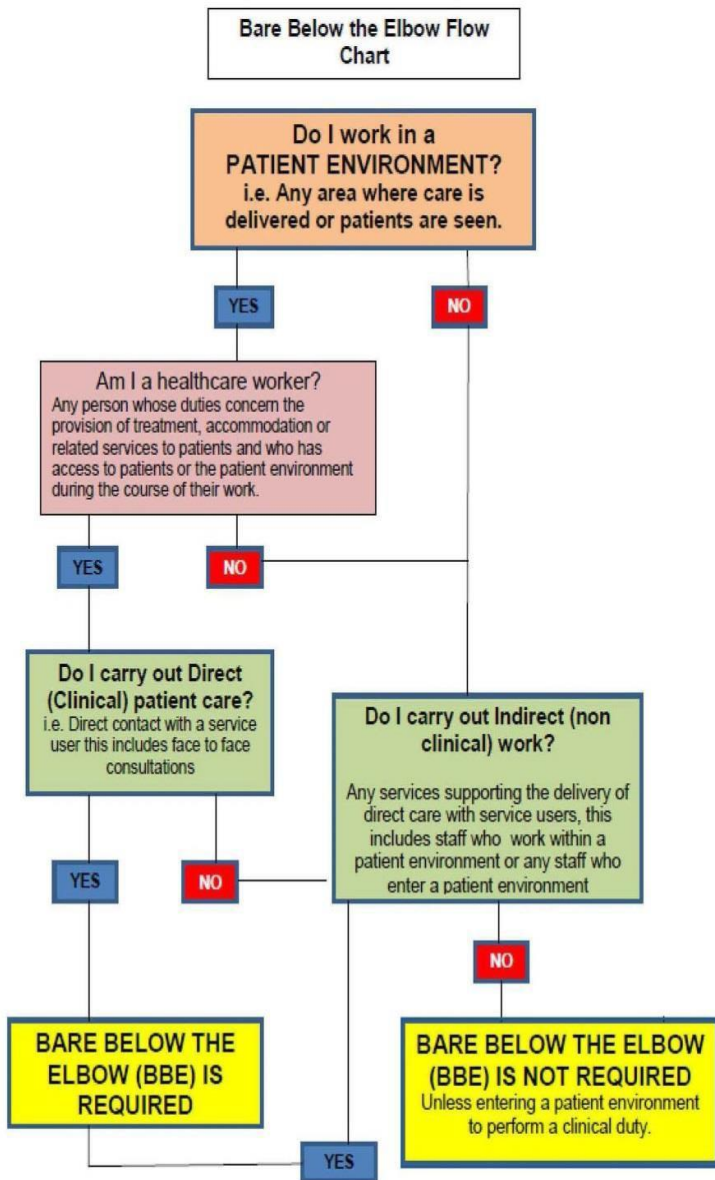 Bare Below the Elbow Flow
Chart
Do I work in a
PATIENT ENVIRONMENT?
i.e. Any area where care is
delivered or patients are seen.
YES
NO
Am I a healthcare worker?
Any person whose duties concern the
provision of treatment, accommodation or
related services to patients and who has
access to patients or the patient environment
during the course of their work.
YES
NO
Do I carry out Direct
(Clinical) patient care?
i.e. Direct contact with a service
user this includes face to face
consultations
Do I carry out Indirect (non
clinical) work?
Any services supporting the delivery of
direct care with service users, this
includes staff who work within a
patient environment or any staff who
enter a patient environment
YES
NO
NO
BARE BELOW THE
ELBOW (BBE) IS
REQUIRED
BARE BELOW THE ELBOW
(BBE) IS NOT REQUIRED
Unless entering a patient environment
to perform a clinical duty.
YES